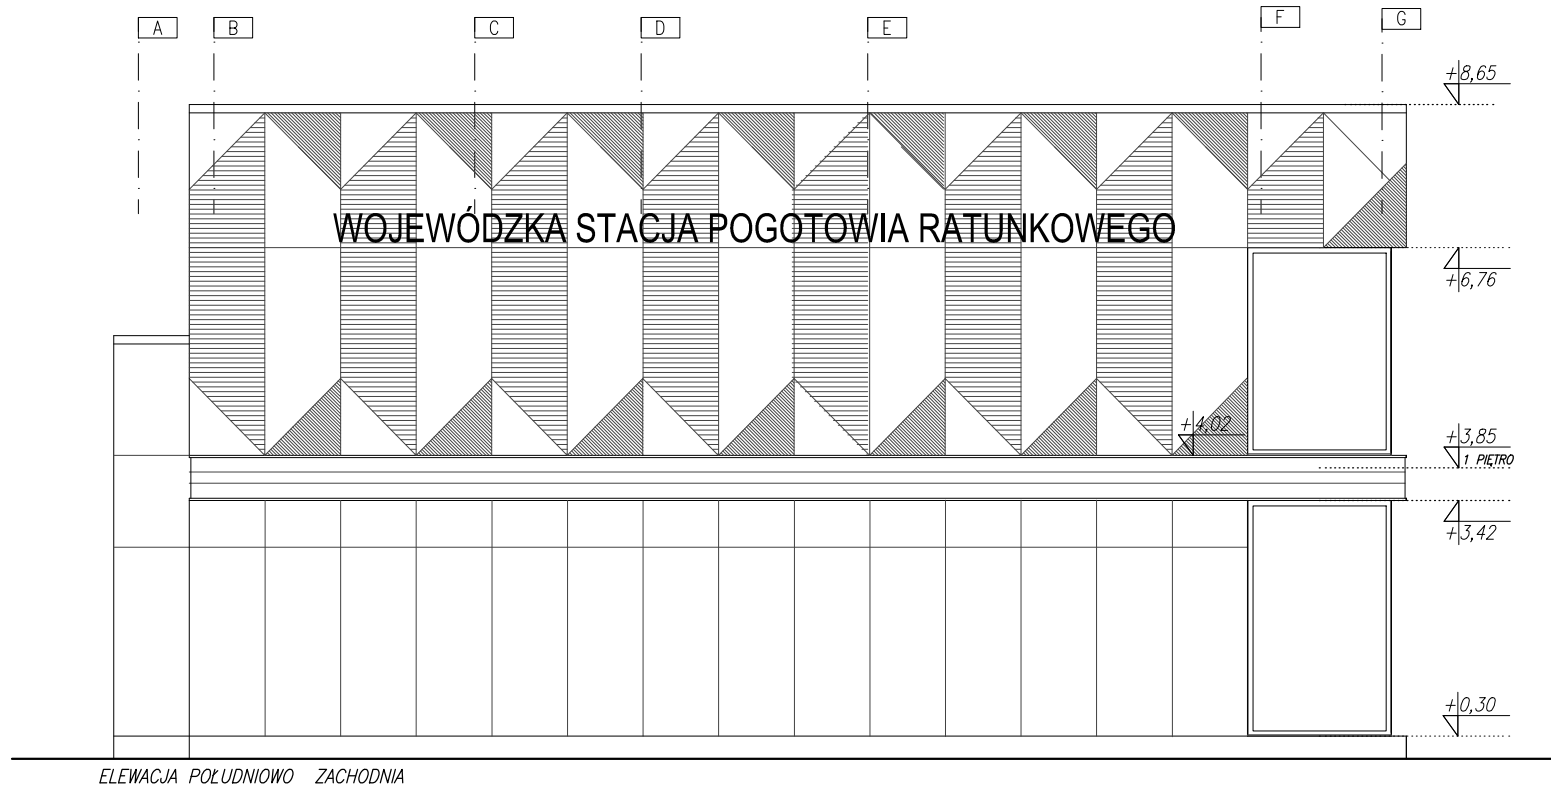 A B C D E F G
+8,65
WOJEWÓDZKA STACJA POGOTOWIA RATUNKOWEGO
+6,76
+4,02
+3,85
1 PIĘTRO
+3,42
+0,30
ELEWACJA POŁUDNIOWO ZACHODNIA